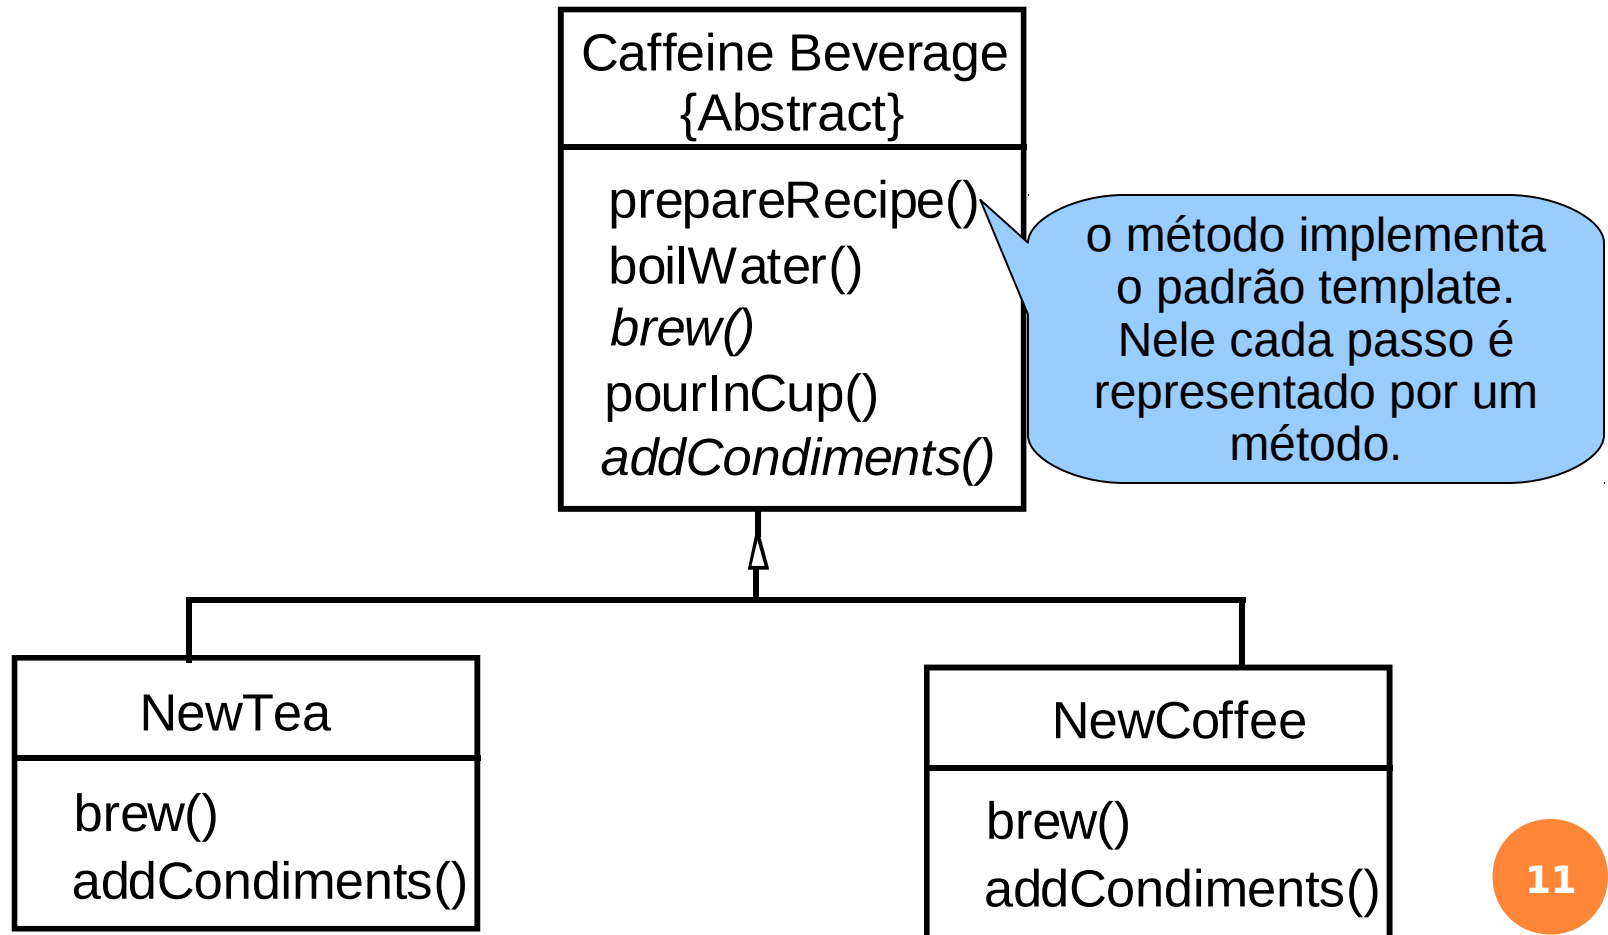 Caffeine Beverage
{Abstract}
prepareRecipe()
boilWater()
brew()
pourInCup()
addCondiments()
o método implementa
o padrão template.
Nele cada passo é
representado por um
método.
NewTea
brew()
addCondiments()
NewCoffee
brew()
addCondiments()
11